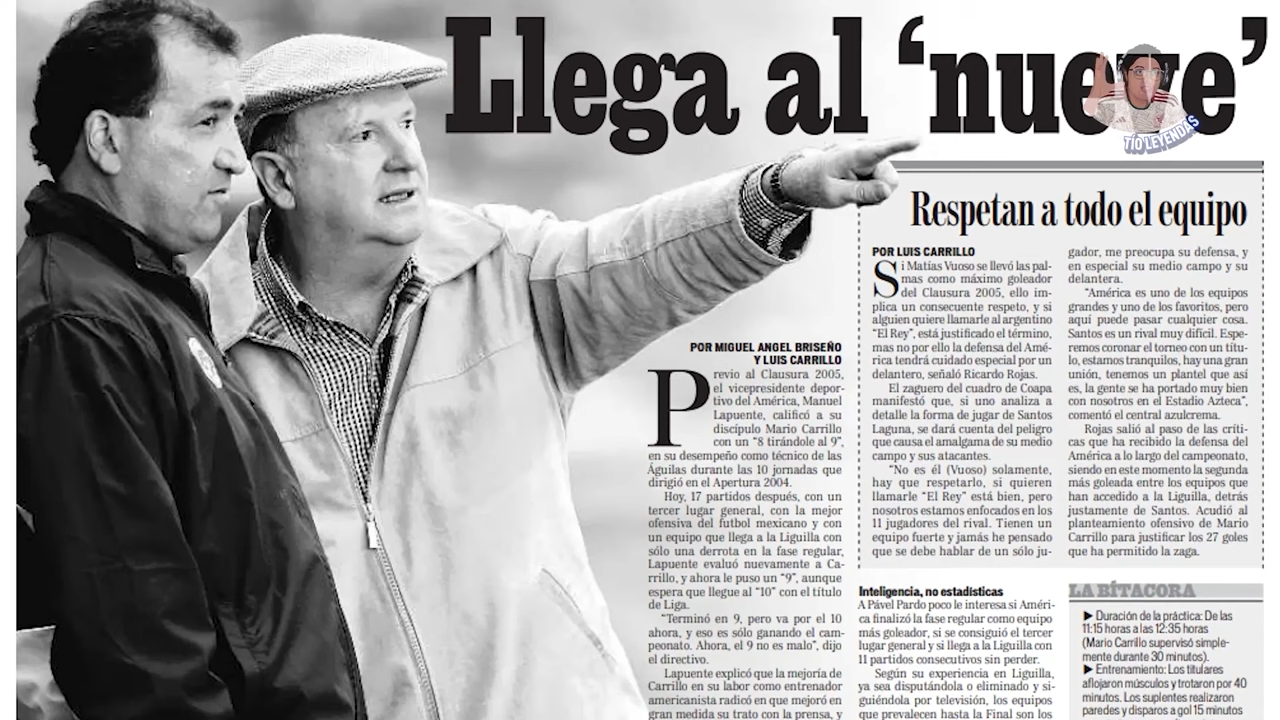 Llega al ‘nueve’
TÍO LEYENDAS
POR MIGUEL ANGEL BRISEÑO
Y LUIS CARRILLO
Previo al Clausura 2005,
el vicepresidente depor-
tivo del América, Manuel
Lapuente, calificó a su
discípulo Mario Carrillo
con un “8 tirándole al 9”,
en su desempeño como técnico de las
Águilas durante las 10 jornadas que
dirigió en el Apertura 2004.
Hoy, 17 partidos después, con un
tercer lugar general, con la mejor
ofensiva del futbol mexicano y con
un equipo que llega a la Liguilla con
sólo una derrota en la fase regular,
Lapuente evaluó nuevamente a Ca-
rrillo, y ahora le puso un “9”, aunque
espera que llegue al “10” con el título
de Liga.
“Terminó en 9, pero va por el 10
ahora, y eso es sólo ganando el cam-
peonato. Ahora, el 9 no es malo”, dijo
el directivo.
Lapuente explicó que la mejoría de
Carrillo en su labor como entrenador
americanista radicó en que mejoró en
gran medida su trato con la prensa, y
Respetan a todo el equipo
POR LUIS CARRILLO
Si Matías Vuoso se llevó las pal-
mas como máximo goleador
del Clausura 2005, ello im-
plica un consecuente respeto, y si
alguien quiere llamarle al argentino
“El Rey”, está justificado el término,
mas no por ello la defensa del Amé-
rica tendrá cuidado especial por un
delantero, señaló Ricardo Rojas.
El zaguero del cuadro de Coapa
manifestó que, si uno analiza a
detalle la forma de jugar de Santos
Laguna, se dará cuenta del peligro
que causa el amalgama de su medio
campo y sus atacantes.
“No es él (Vuoso) solamente,
hay que respetarlo, si quieren
llamarle “El Rey” está bien, pero
nosotros estamos enfocados en los
11 jugadores del rival. Tienen un
equipo fuerte y jamás he pensado
que se debe hablar de un sólo ju-
gador, me preocupa su defensa, y
en especial su medio campo y su
delantera.
“América es uno de los equipos
grandes y uno de los favoritos, pero
aquí puede pasar cualquier cosa.
Santos es un rival muy difícil. Espe-
remos coronar el torneo con un títu-
lo, estamos tranquilos, hay una gran
unión, tenemos un plantel que así
es, la gente se ha portado muy bien
con nosotros en el Estadio Azteca”,
comentó el central azulcrema.
Rojas salió al paso de las críti-
cas que ha recibido la defensa del
América a lo largo del campeonato,
siendo en este momento la segunda
más goleada entre los equipos que
han accedido a la Liguilla, detrás
justamente de Santos. Acudió al
planteamiento ofensivo de Mario
Carrillo para justificar los 27 goles
que ha permitido la zaga.
Inteligencia, no estadísticas
A Pável Pardo poco le interesa si Améri-
ca finalizó la fase regular como equipo
más goleador, si se consiguió el tercer
lugar general y si llega a la Liguilla con
11 partidos consecutivos sin perder.
Según su experiencia en Liguilla,
ya sea disputándola o eliminado y si-
guiéndola por televisión, los equipos
que prevalecen hasta la Final son los
LA BITÁCORA
▶ Duración de la práctica: De las
11:15 horas a las 12:35 horas
(Mario Carrillo supervisó simple-
mente durante 30 minutos).
▶ Entrenamiento: Los titulares
aflojaron músculos y trotaron por 40
minutos. Los suplentes realizaron
paredes y disparos a gol 15 minutos